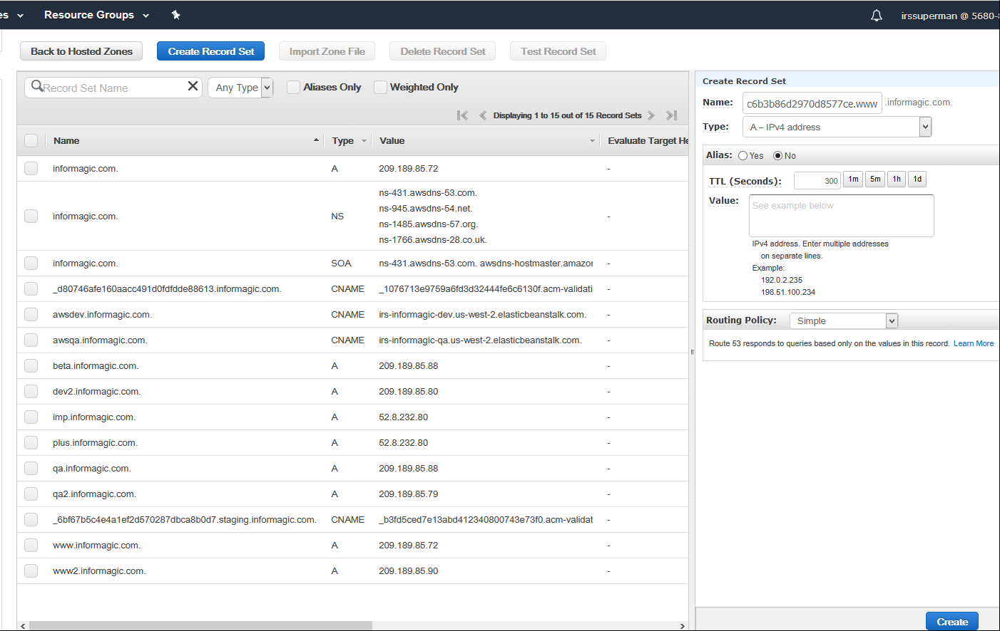 es
Resource Groups
irssuperman @ 5680-
Back to Hosted Zones
Create Record Set
Import Zone File
Delete Record Set
Test Record Set
Record Set Name
Any Type
Aliases Only
Weighted Only
Displaying 1 to 15 out of 15 Record Sets
Name Type Value Evaluate Target He
informagic.com. A 209.189.85.72 -
informagic.com. NS ns-431.awsdns-53.com.
ns-945.awsdns-54.net.
ns-1485.awsdns-57.org.
ns-1766.awsdns-28.co.uk. -
informagic.com. SOA ns-431.awsdns-53.com. awsdns-hostmaster.amazor -
_d80746afe160aacc491d0fdfdde88613.informagic.com. CNAME _1076713e9759a6fd3d32444fe6c6130f.acm-validati -
awsdev.informagic.com. CNAME irs-informagic-dev.us-west-2.elasticbeanstalk.com. -
awsqa.informagic.com. CNAME irs-informagic-qa.us-west-2.elasticbeanstalk.com. -
beta.informagic.com. A 209.189.85.88 -
dev2.informagic.com. A 209.189.85.80 -
imp.informagic.com. A 52.8.232.80 -
plus.informagic.com. A 52.8.232.80 -
qa.informagic.com. A 209.189.85.88 -
qa2.informagic.com. A 209.189.85.79 -
_6bf67b5c4e4a1ef2d570287dbca8b0d7.staging.informagic.com. CNAME _b3fd5ced7e13abd412340800743e73f0.acm-validat -
www.informagic.com. A 209.189.85.72 -
www2.informagic.com. A 209.189.85.90 -
Create Record Set
Name: c6b3b86d2970d8577ce.www .informagic.com.
Type: A – IPv4 address
Alias: Yes No
TTL (Seconds): 300 1m 5m 1h 1d
Value: See example below
IPv4 address. Enter multiple addresses
on separate lines.
Example:
192.0.2.235
198.51.100.234
Routing Policy: Simple
Route 53 responds to queries based only on the values in this record. Learn More
Create